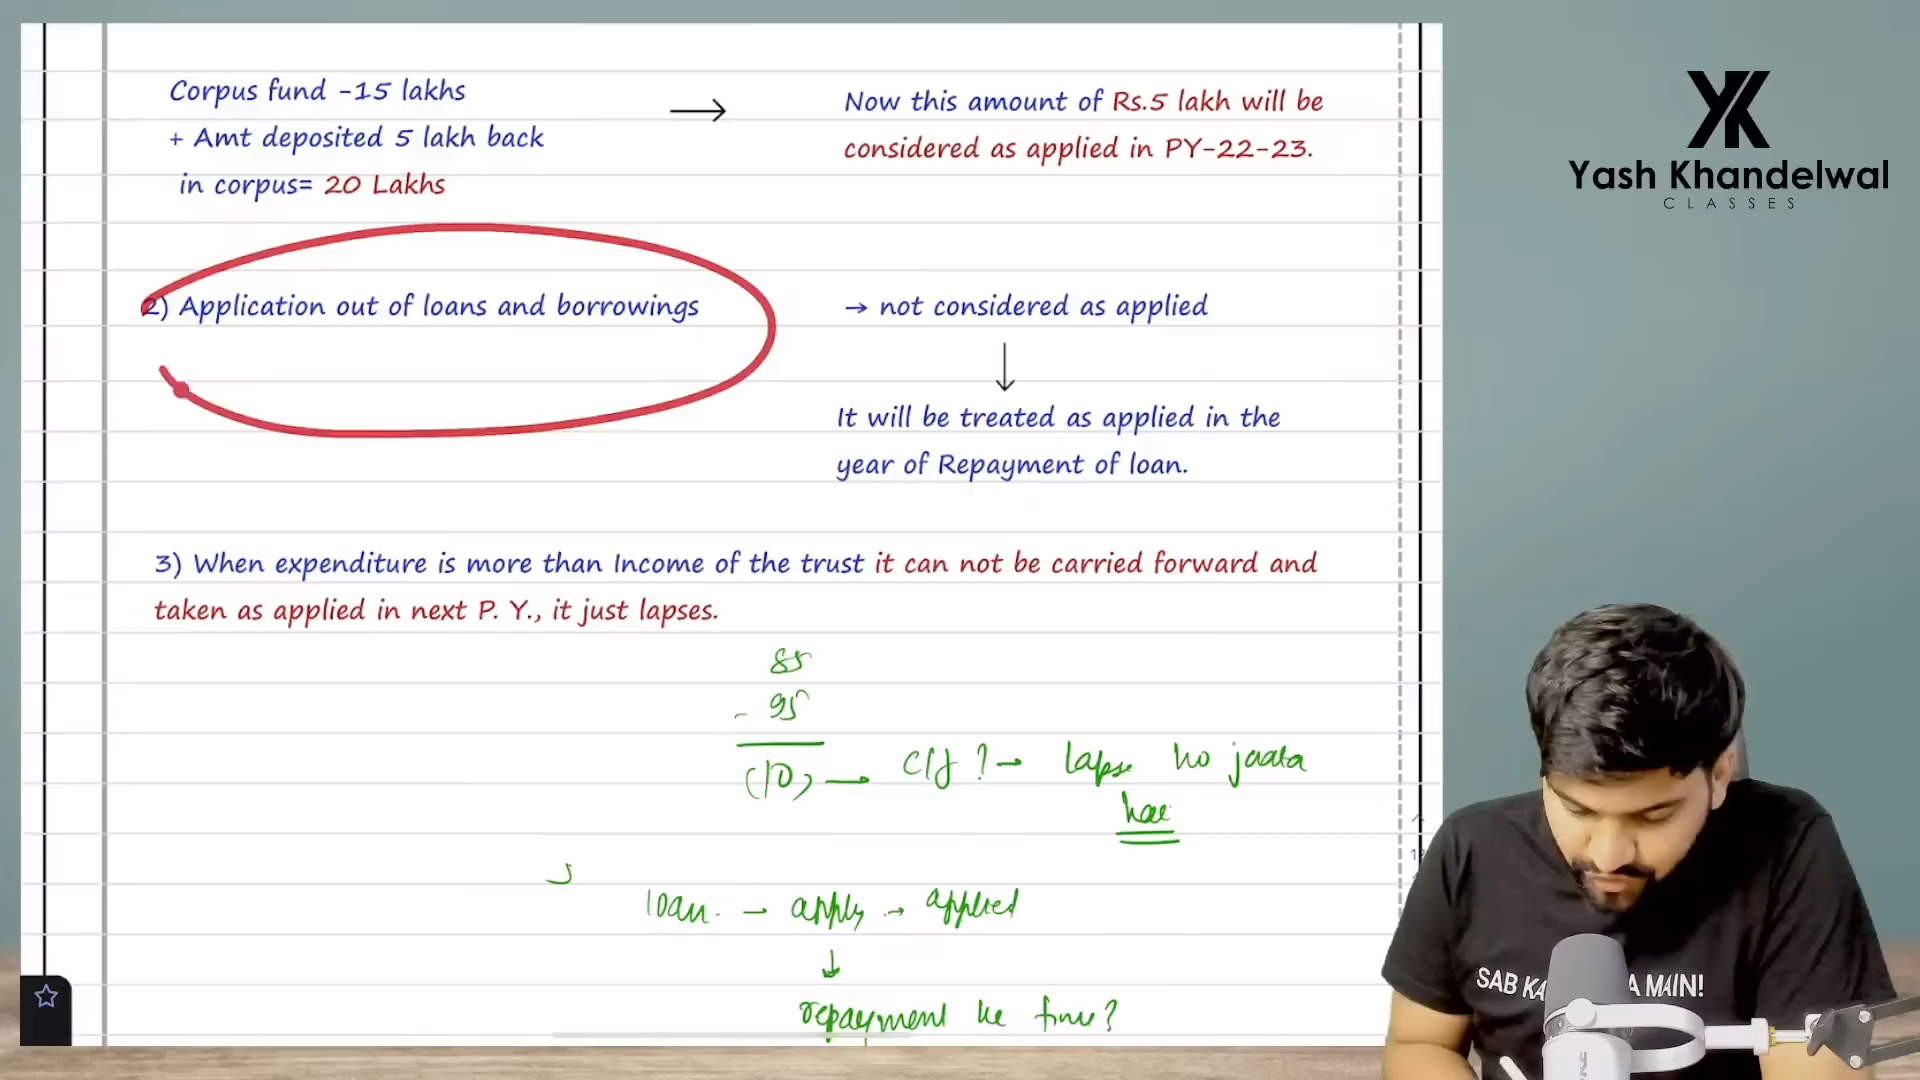 Corpus fund -15 lakhs
+ Amt deposited 5 lakh back
in corpus= 20 Lakhs
Now this amount of Rs.5 lakh will be
considered as applied in PY-22-23.
2) Application out of loans and borrowings
→ not considered as applied
It will be treated as applied in the
year of Repayment of loan.
3) When expenditure is more than Income of the trust it can not be carried forward and
taken as applied in next P. Y., it just lapses.
85
- 95
(10) → C/f ? → lapse ho jaata
hai
loan. → apply → applied
repayment ke time?
YK
Yash Khandelwal
CLASSES
SAB KA
A MAIN!